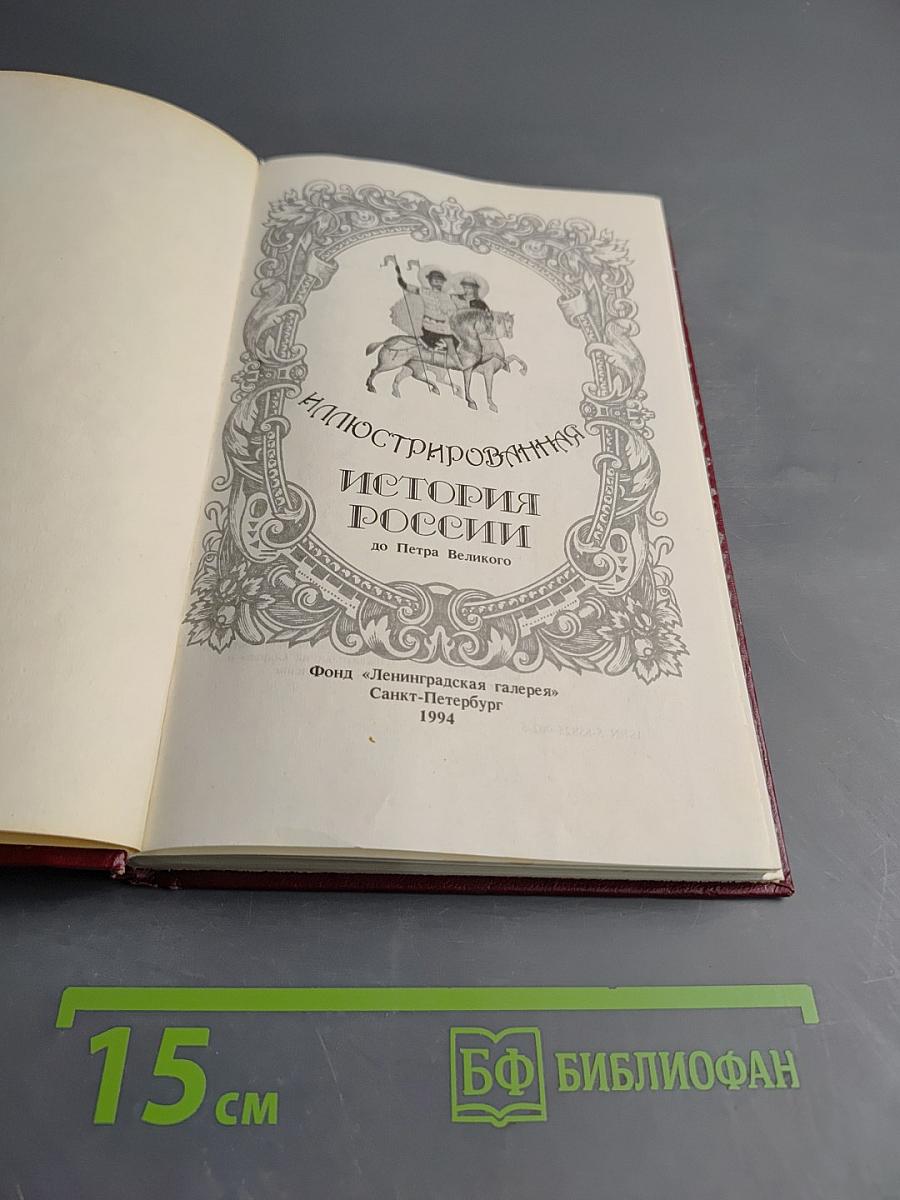 ИЛЛЮСТРИРОВАННАЯ
ИСТОРИЯ
РОССИИ
до Петра Великого
Фонд «Ленинградская галерея»
Санкт-Петербург
1994
15 см
БФ БИБЛИОФАН